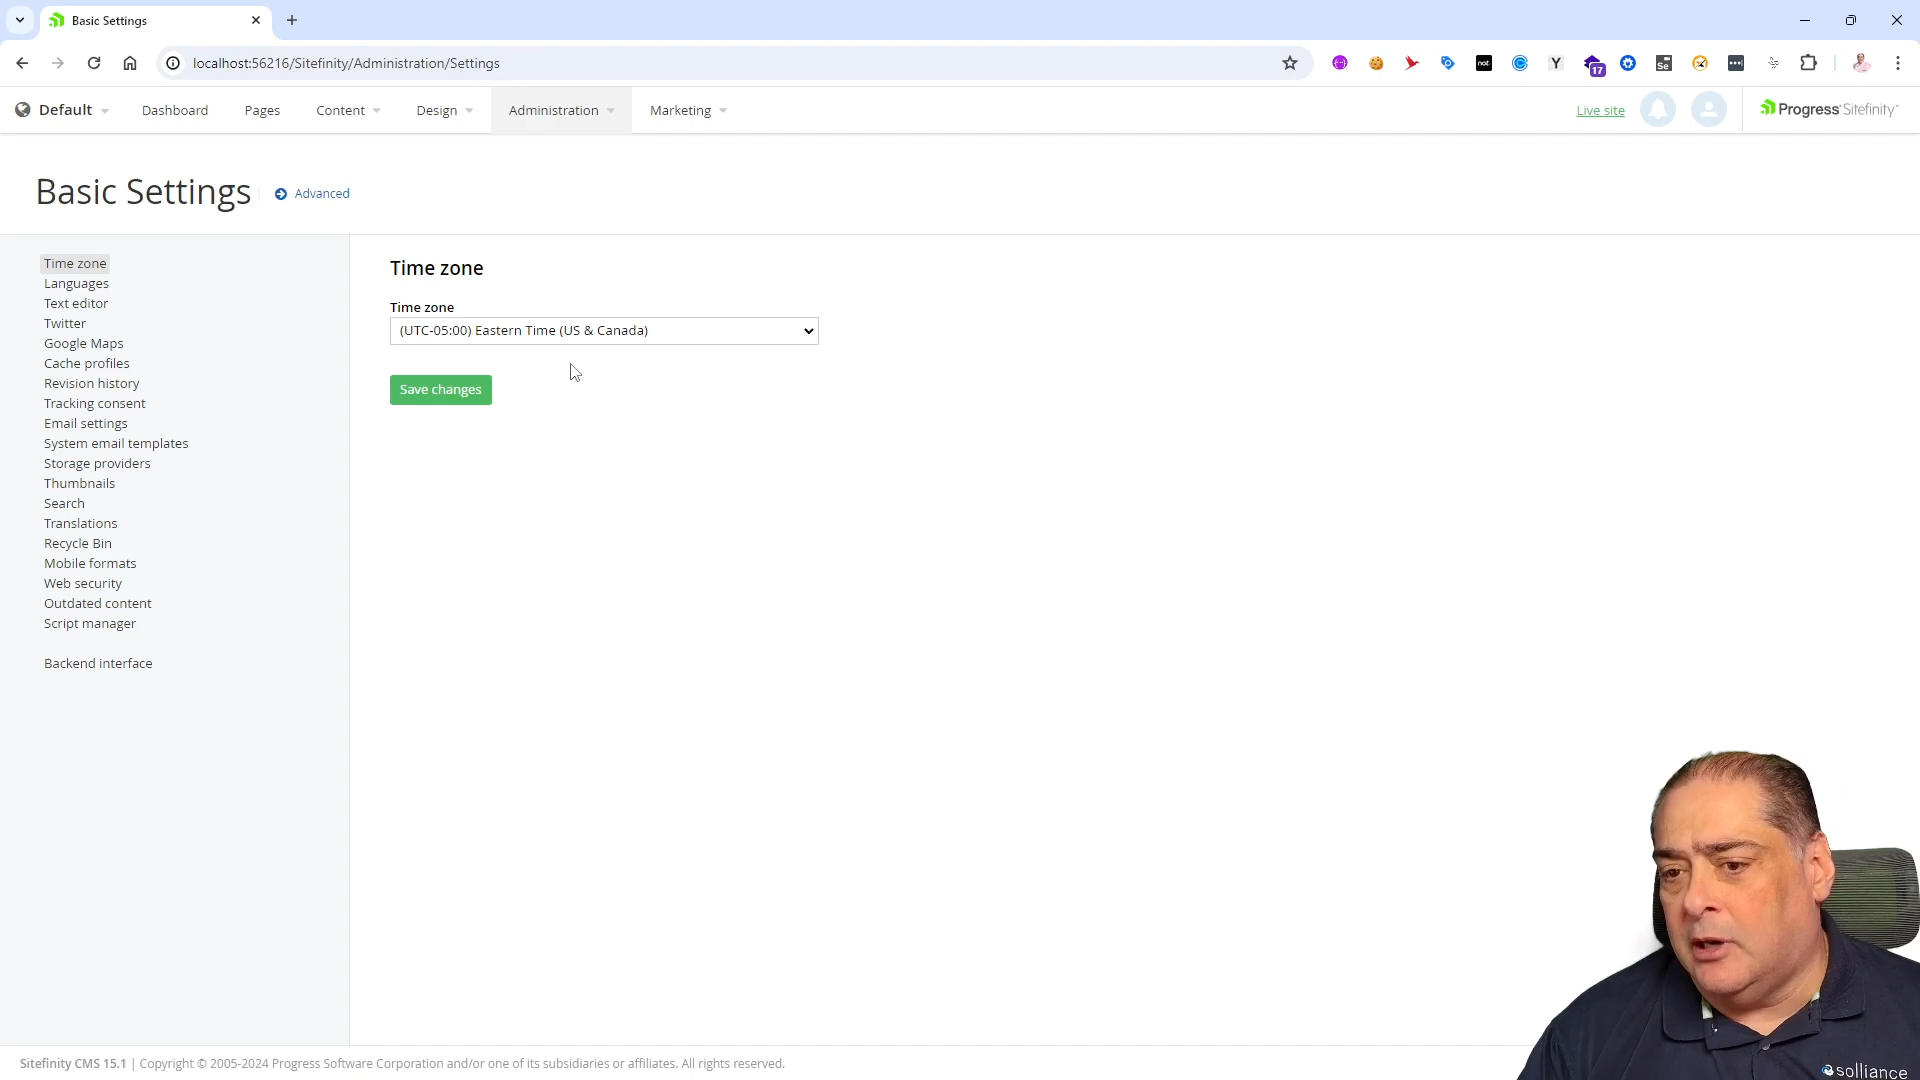 Basic Settings
localhost:56216/Sitefinity/Administration/Settings
not.
Y
17
Se
Default
Dashboard
Pages
Content
Design
Administration
Marketing
Live site
Progress Sitefinity
Basic Settings
Advanced
Time zone
Languages
Text editor
Twitter
Google Maps
Cache profiles
Revision history
Tracking consent
Email settings
System email templates
Storage providers
Thumbnails
Search
Translations
Recycle Bin
Mobile formats
Web security
Outdated content
Script manager
Backend interface
Time zone
Time zone
(UTC-05:00) Eastern Time (US & Canada)
Save changes
Sitefinity CMS 15.1 | Copyright © 2005-2024 Progress Software Corporation and/or one of its subsidiaries or affiliates. All rights reserved.
solliance